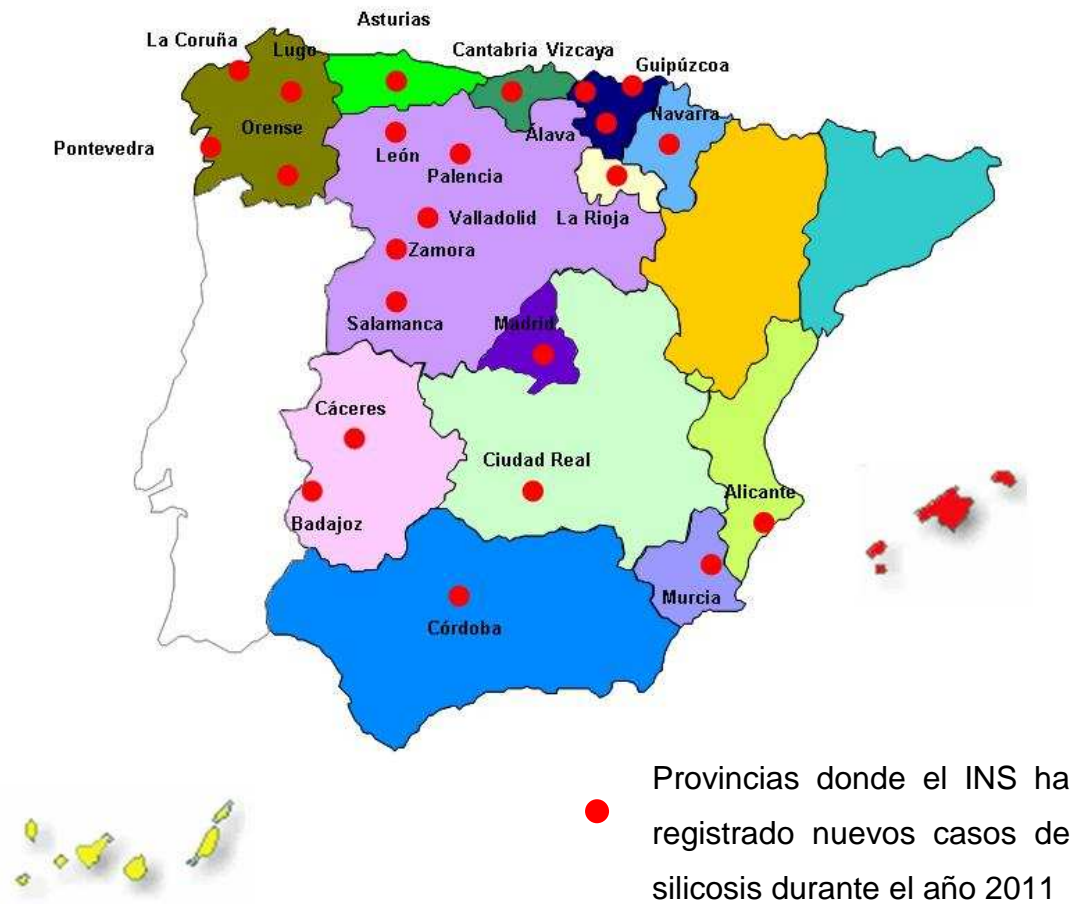 Asturias
La Coruña
Lugo
Cantabria Vizcaya
Guipúzcoa
Navarra
Orense
Álava
Pontevedra
León
Palencia
La Rioja
Valladolid
Zamora
Salamanca
Madrid
Cáceres
Ciudad Real
Alicante
Badajoz
Murcia
Córdoba
Provincias donde el INS ha
registrado nuevos casos de
silicosis durante el año 2011